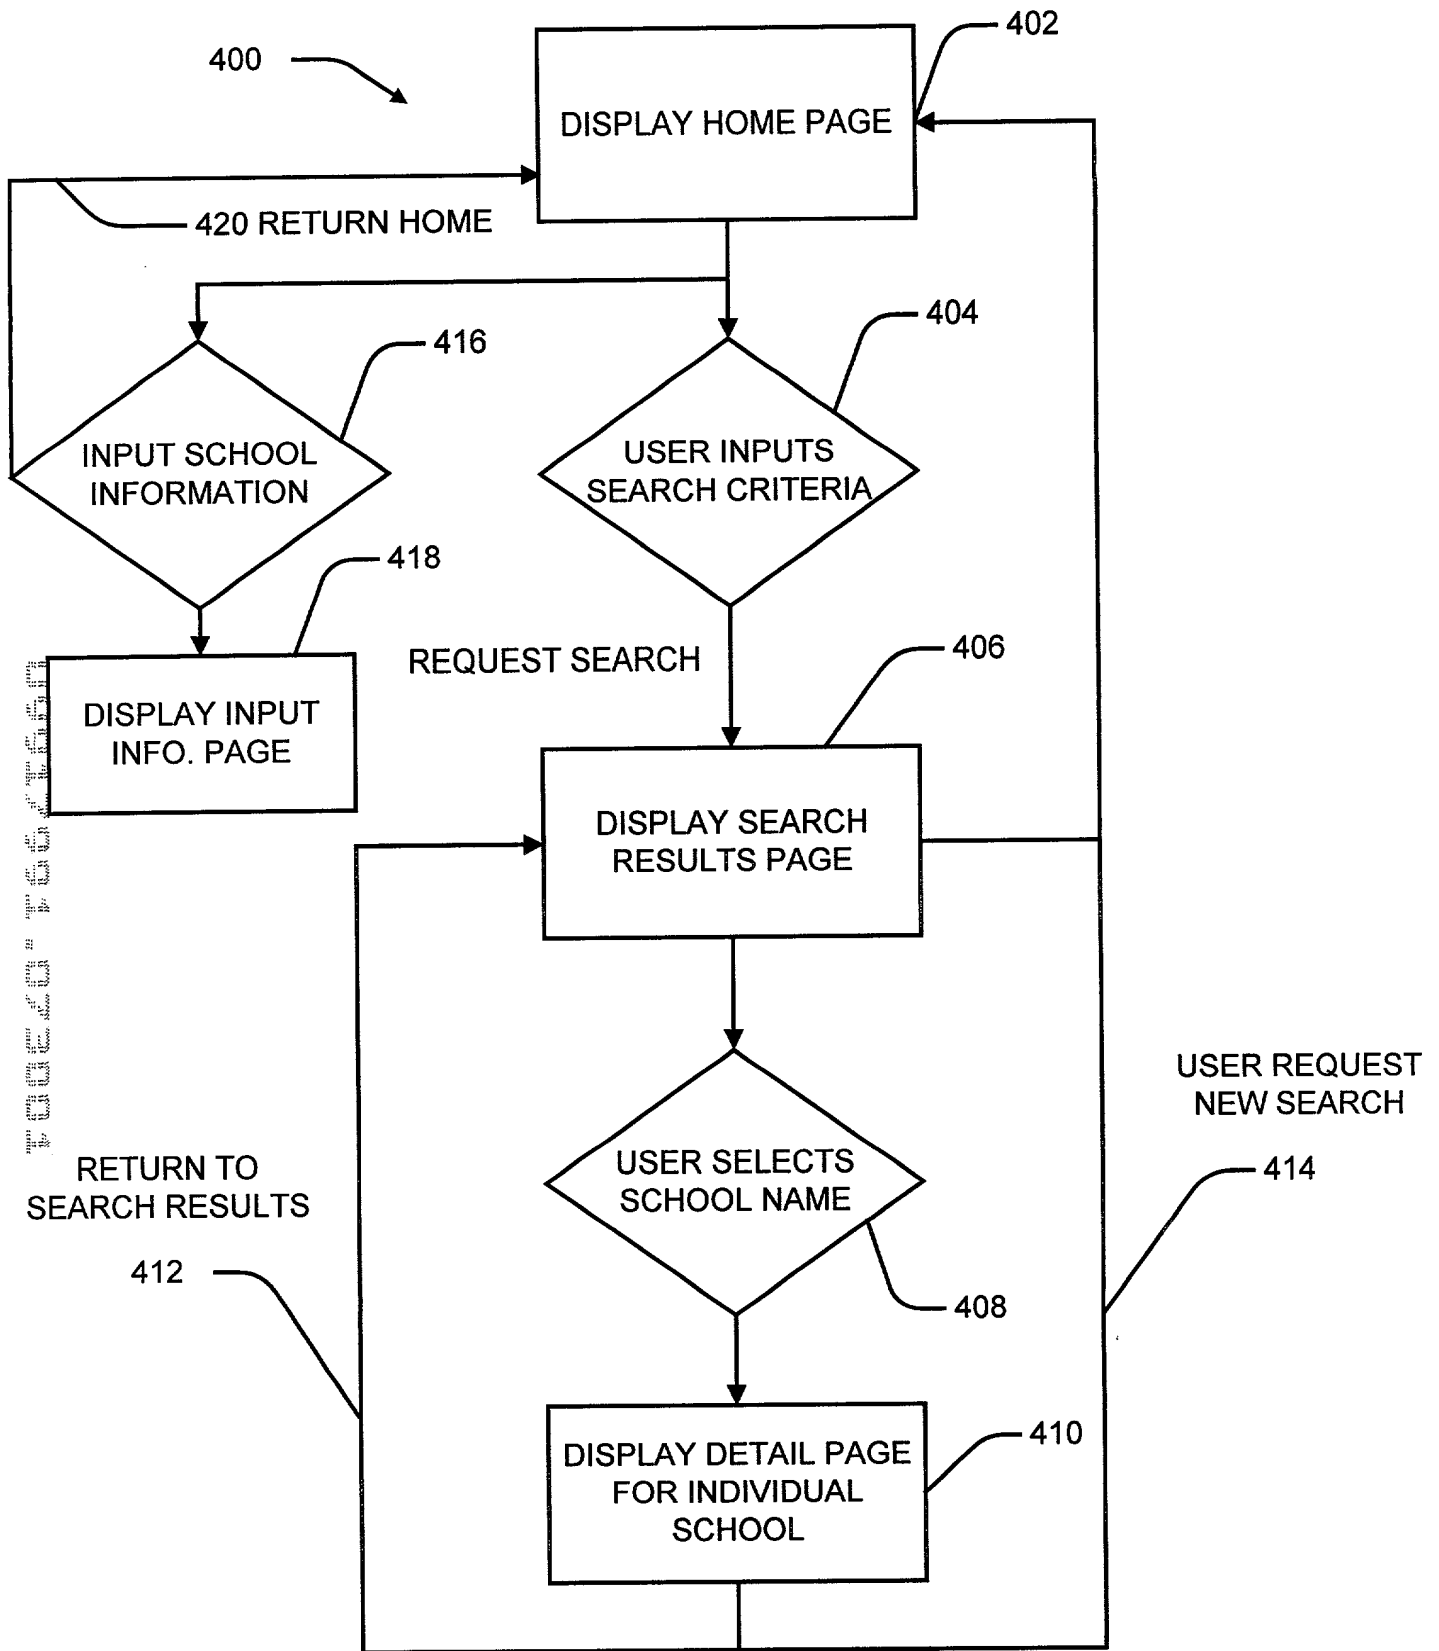 402
400
DISPLAY HOME PAGE
420 RETURN HOME
404
416
INPUT SCHOOL
INFORMATION
USER INPUTS
SEARCH CRITERIA
418
REQUEST SEARCH
406
DISPLAY INPUT
INFO. PAGE
DISPLAY SEARCH
RESULTS PAGE
USER REQUEST
NEW SEARCH
414
RETURN TO
SEARCH RESULTS
412
USER SELECTS
SCHOOL NAME
408
410
DISPLAY DETAIL PAGE
FOR INDIVIDUAL
SCHOOL